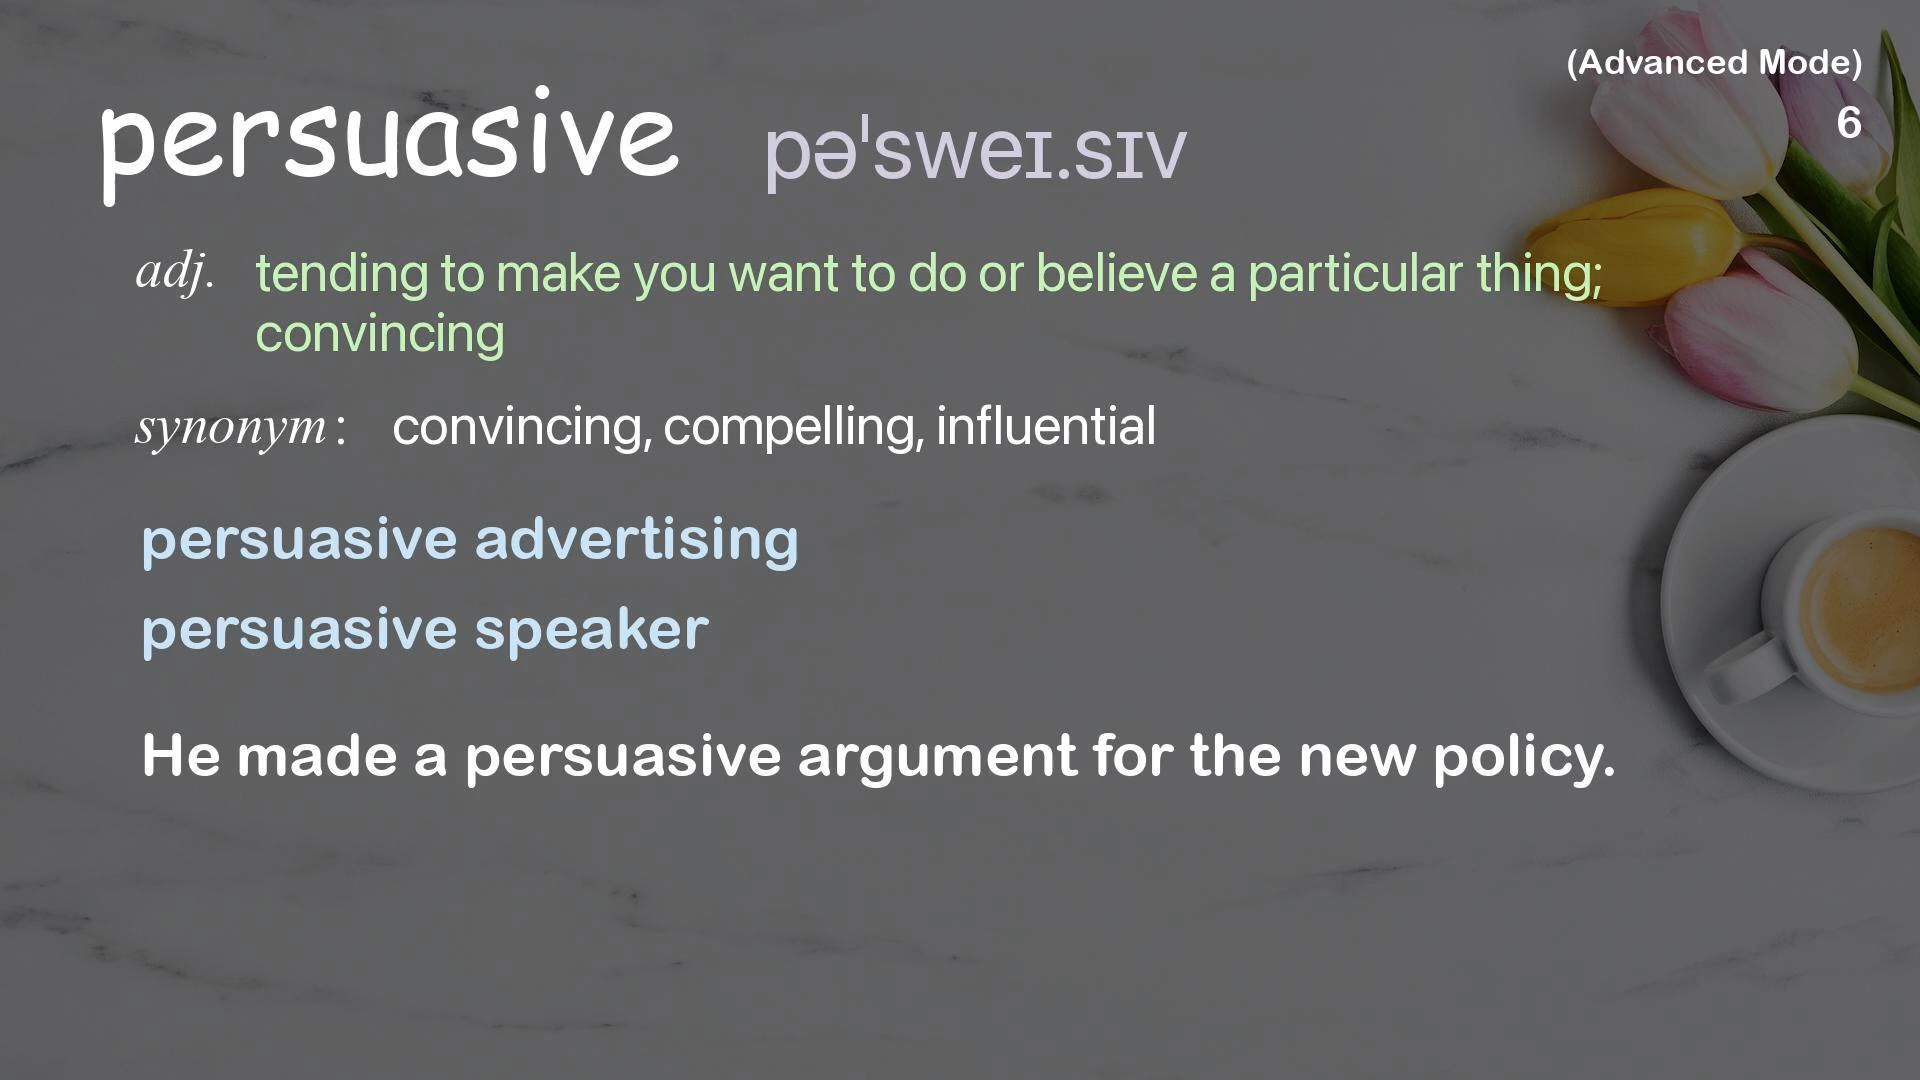 (Advanced Mode)
6
persuasive pəˈsweɪ.sɪv
adj. tending to make you want to do or believe a particular thing;
convincing
synonym: convincing, compelling, influential
persuasive advertising
persuasive speaker
He made a persuasive argument for the new policy.